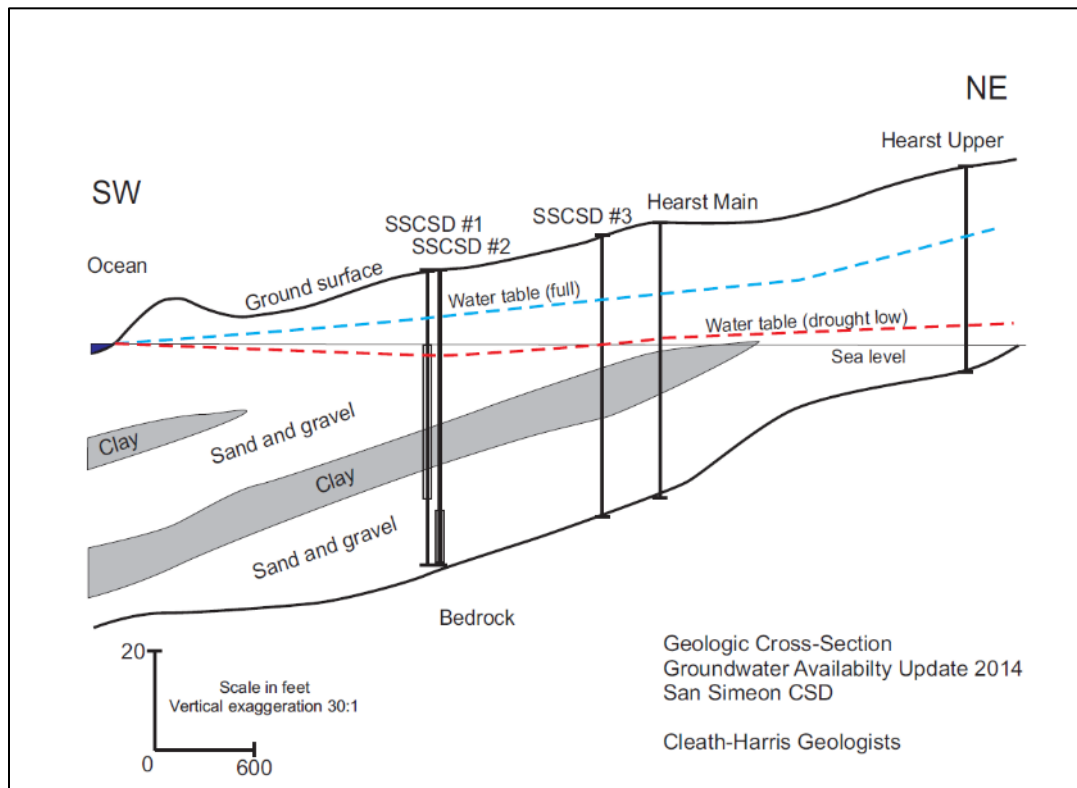 NE
Hearst Upper
SW
Hearst Main
SSCSD #3
SSCSD #1
SSCSD #2
Ocean
Ground surface
Water table (full)
Water table (drought low)
Sea level
Clay
Sand and gravel
Clay
Sand and gravel
Bedrock
20
Scale in feet
Vertical exaggeration 30:1
0
600
Geologic Cross-Section
Groundwater Availabilty Update 2014
San Simeon CSD
Cleath-Harris Geologists